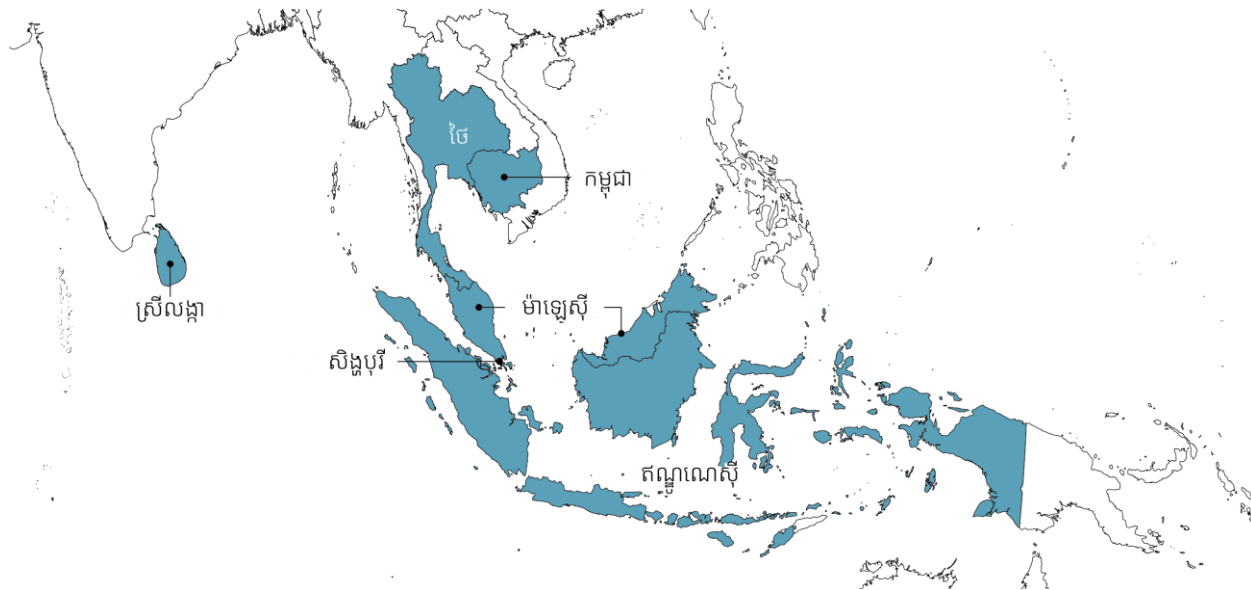 ថៃ
កម្ពុជា
ស្រីលង្កា
ម៉ាឡេស៊ី
សិង្ហបុរី
ឥណ្ឌូណេស៊ី